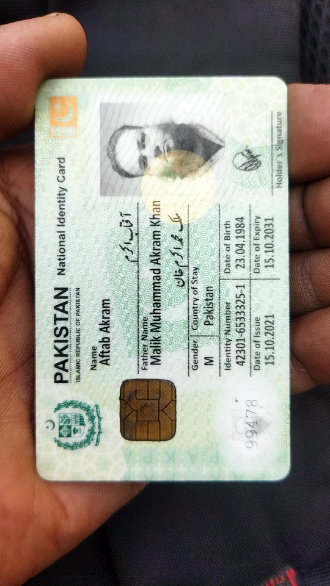 PAKISTAN National Identity Card
ISLAMIC REPUBLIC OF PAKISTAN
Name
Aftab Akram
آفتاب اکرم
Father Name
Malik Muhammad Akram Khan
ملک محمد اکرم خان
Gender
Country of Stay
M
Pakistan
Identity Number
Date of Birth
42301-6533325-1
23.04.1984
Date of Issue
Date of Expiry
15.10.2021
15.10.2031
Holder's Signature
99478